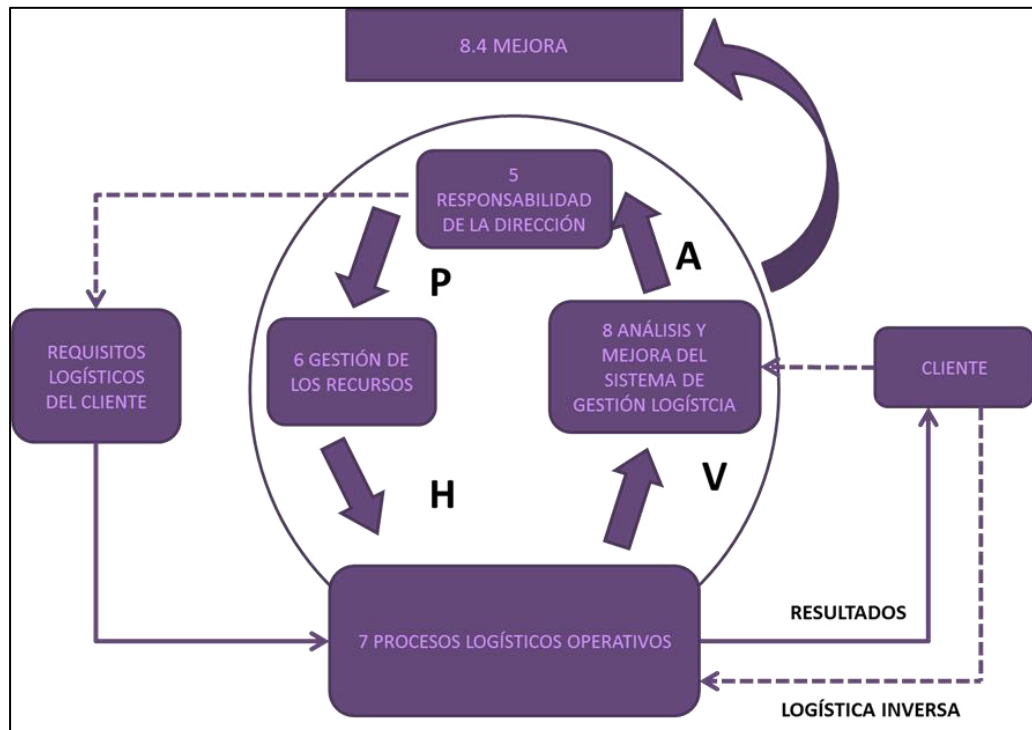 8.4 MEJORA
5
RESPONSABILIDAD
DE LA DIRECCIÓN
P
A
REQUISITOS
LOGÍSTICOS
DEL CLIENTE
6 GESTIÓN DE
LOS RECURSOS
8 ANÁLISIS Y
MEJORA DEL
SISTEMA DE
GESTIÓN LOGÍSTCIA
CLIENTE
H
V
7 PROCESOS LOGÍSTICOS OPERATIVOS
RESULTADOS
LOGÍSTICA INVERSA